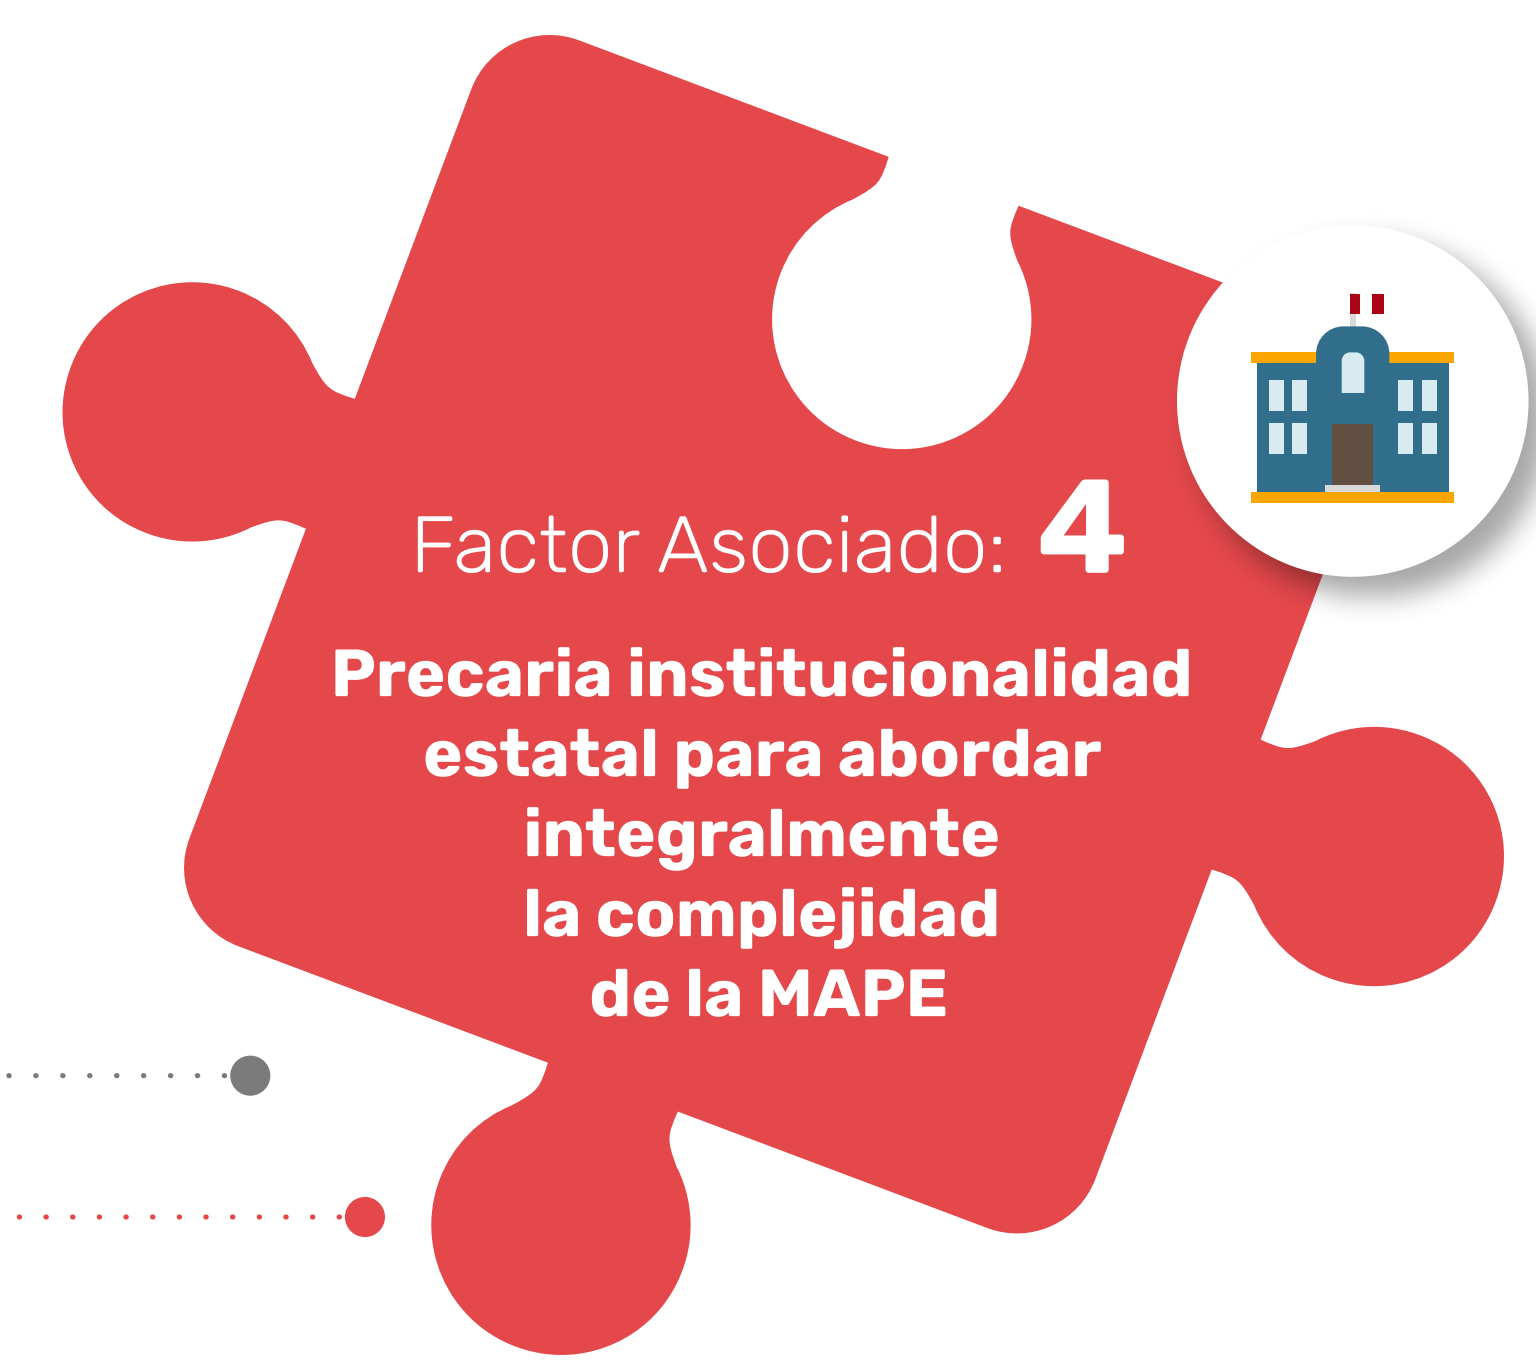 Factor Asociado: 4
Precaria institucionalidad
estatal para abordar
integralmente
la complejidad
de la MAPE